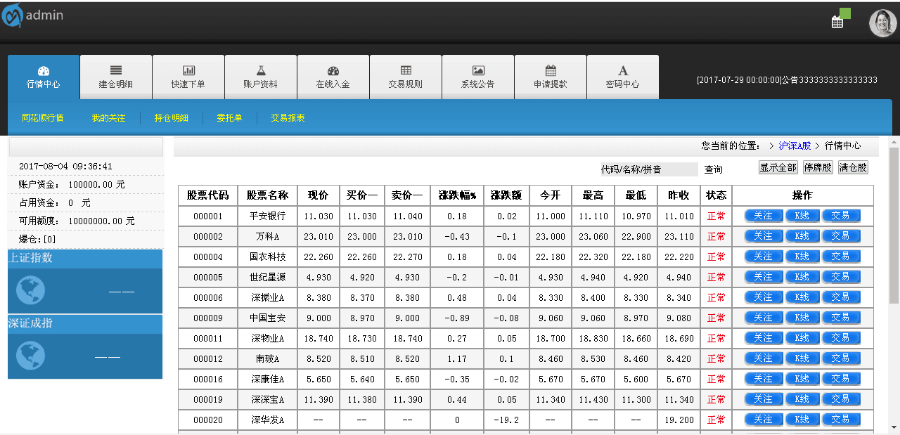 admin
行情中心 建仓明细 快速下单 账户资料 在线入金 交易规则 系统公告 申请提款 密码中心 [2017-07-29 00:00:00]公告3333333333333333
同花顺行情 我的关注 持仓明细 委托单 交易报表
您当前的位置: > 沪深A股 > 行情中心
2017-08-04 09:36:41
代码/名称/拼音 查询 显示全部 停牌股 满仓股
账户资金: 100000.00 元
占用资金: 0 元
可用额度: 10000000.00 元
爆仓:[0]
上证指数
——
深证成指
——
股票代码 股票名称 现价 买价一 卖价一 涨跌幅% 涨跌额 今开 最高 最低 昨收 状态 操作
000001 平安银行 11.030 11.030 11.040 0.18 0.02 11.000 11.110 10.970 11.010 正常 关注 K线 交易
000002 万科A 23.010 23.000 23.010 -0.43 -0.1 23.000 23.060 22.900 23.110 正常 关注 K线 交易
000004 国农科技 22.260 22.260 22.270 0.18 0.04 22.180 22.320 22.180 22.220 正常 关注 K线 交易
000005 世纪星源 4.930 4.920 4.930 -0.2 -0.01 4.930 4.940 4.920 4.940 正常 关注 K线 交易
000006 深振业A 8.380 8.370 8.380 0.48 0.04 8.330 8.400 8.330 8.340 正常 关注 K线 交易
000009 中国宝安 9.000 8.970 9.000 -0.89 -0.08 9.060 9.060 8.970 9.080 正常 关注 K线 交易
000011 深物业A 18.740 18.730 18.740 0.27 0.05 18.700 18.830 18.660 18.690 正常 关注 K线 交易
000012 南玻A 8.520 8.510 8.520 1.17 0.1 8.460 8.530 8.460 8.420 正常 关注 K线 交易
000016 深康佳A 5.650 5.640 5.650 -0.35 -0.02 5.670 5.670 5.600 5.670 正常 关注 K线 交易
000019 深深宝A 11.390 11.380 11.390 0.44 0.05 11.340 11.430 11.300 11.340 正常 关注 K线 交易
000020 深华发A -- -- -- 0 -19.2 -- -- -- 19.200 正常 关注 K线 交易